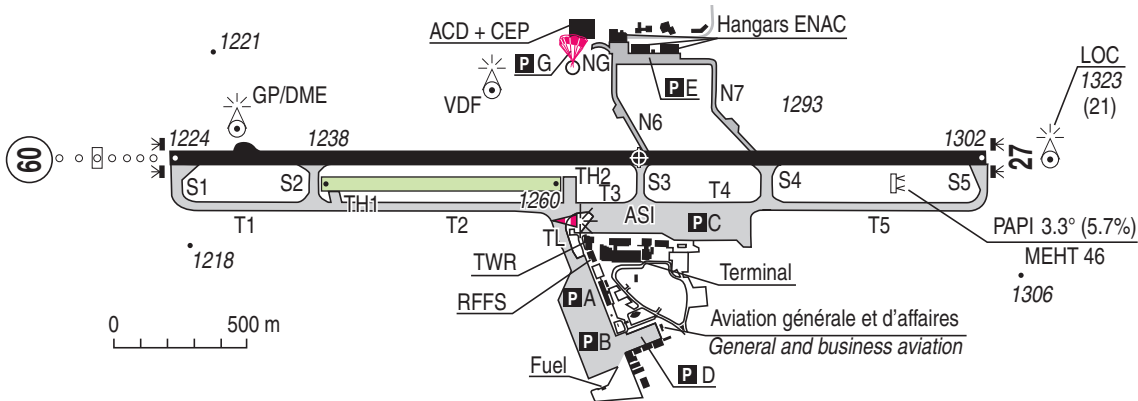 ACD + CEP
Hangars ENAC
1221
P G
NG
LOC
1323
(21)
GP/DME
VDF
P E
N7
1293
N6
1224
1238
1302
09
27
S1
S2
TH2
T3
S3
T4
S4
S5
TH1
1260
T1
T2
ASI
P C
T5
TL
PAPI 3.3° (5.7%)
MEHT 46
1218
TWR
Terminal
1306
RFFS
P A
0 500 m
Aviation générale et d'affaires
General and business aviation
P B
Fuel
P D